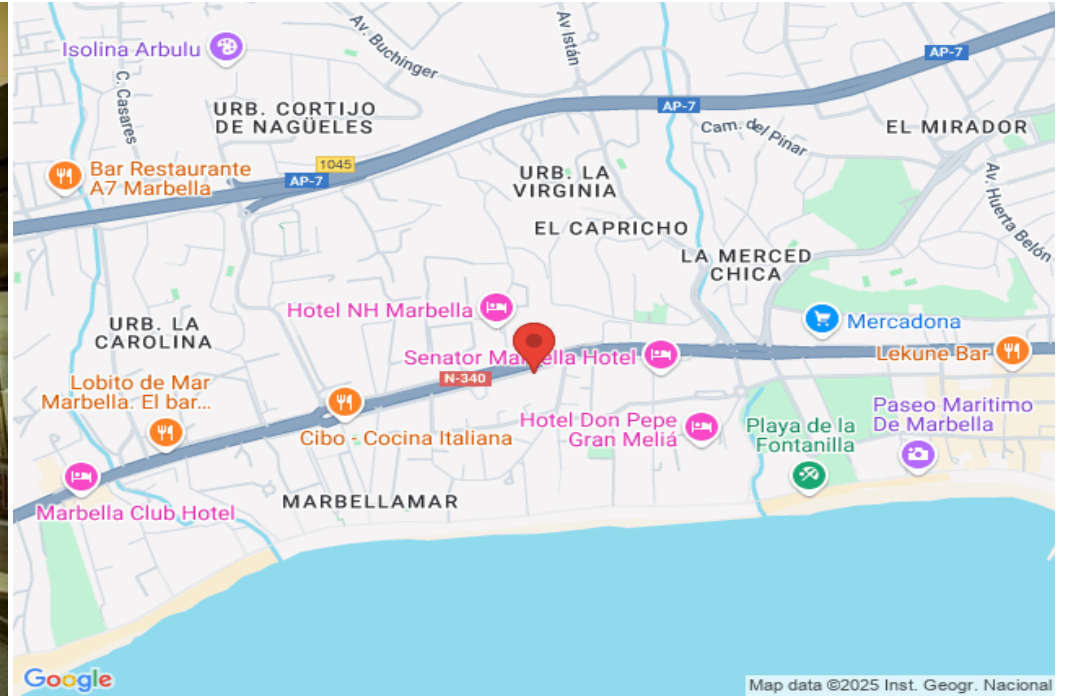 Isolina Arbulu
Av. Buchinger
Av Istán
AP-7
C. Casares
URB. CORTIJO
DE NAGÜELES
AP-7
Cam. del Pinar
EL MIRADOR
Bar Restaurante
A7 Marbella
1045
AP-7
URB. LA
VIRGINIA
Av. Huerta Belón
EL CAPRICHO
LA MERCED
CHICA
Hotel NH Marbella
URB. LA
CAROLINA
Mercadona
Senator Marbella Hotel
Lekune Bar
N-340
Lobito de Mar
Marbella. El bar...
Cibo - Cocina Italiana
Hotel Don Pepe
Gran Meliá
Playa de la
Fontanilla
Paseo Maritimo
De Marbella
MARBELLAMAR
Marbella Club Hotel
Google
Map data ©2025 Inst. Geogr. Nacional